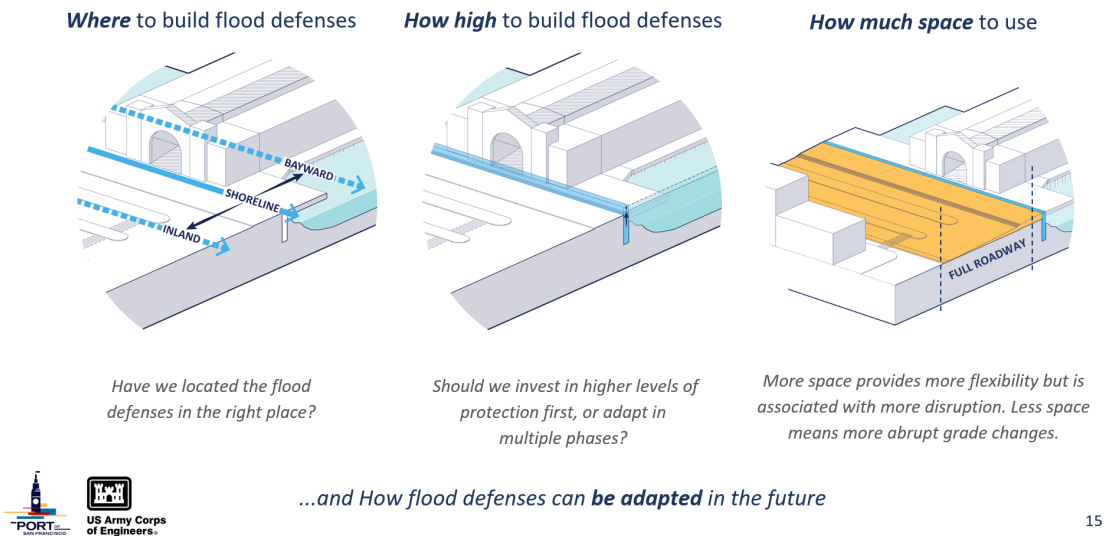 Where to build flood defenses
How high to build flood defenses
How much space to use
BAYWARD
SHORELINE
INLAND
FULL ROADWAY
Have we located the flood
defenses in the right place?
Should we invest in higher levels of
protection first, or adapt in
multiple phases?
More space provides more flexibility but is
associated with more disruption. Less space
means more abrupt grade changes.
...and How flood defenses can be adapted in the future
PORT OF
SAN FRANCISCO
US Army Corps
of Engineers®
15